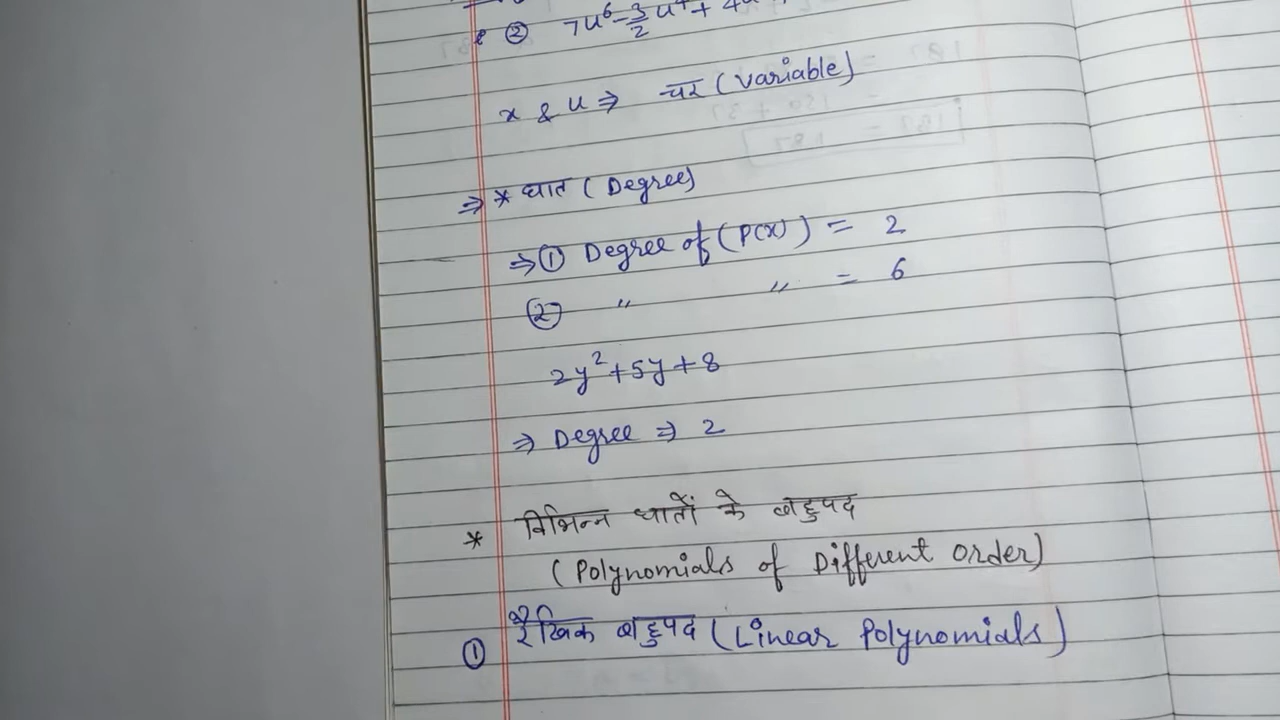 ② 7u⁶-3/2 u⁴+ 4u
x & u ⇒ चर (Variable)
⇒ * घात (Degree)
⇒ ① Degree of (P(x)) = 2
② " " = 6
2y²+5y+8
⇒ Degree ⇒ 2
* विभिन्न घातों के बहुपद
(Polynomials of Different Order)
① रैखिक बहुपद (Linear Polynomials)